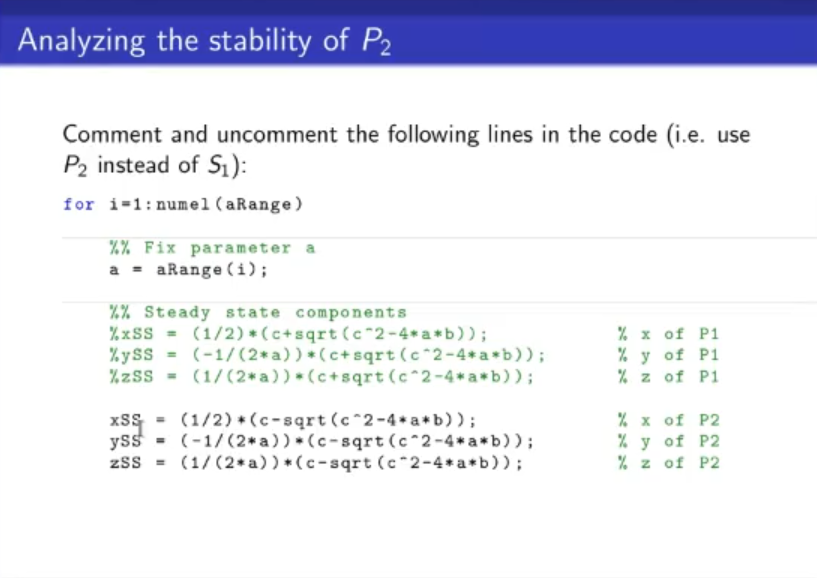 Analyzing the stability of P₂
Comment and uncomment the following lines in the code (i.e. use
P₂ instead of S₁):
for i=1:numel(aRange)
%% Fix parameter a
a = aRange(i);
%% Steady state components
%xSS = (1/2)*(c+sqrt(c^2-4*a*b)); % x of P1
%ySS = (-1/(2*a))*(c+sqrt(c^2-4*a*b)); % y of P1
%zSS = (1/(2*a))*(c+sqrt(c^2-4*a*b)); % z of P1
xSS = (1/2)*(c-sqrt(c^2-4*a*b)); % x of P2
ySS = (-1/(2*a))*(c-sqrt(c^2-4*a*b)); % y of P2
zSS = (1/(2*a))*(c-sqrt(c^2-4*a*b)); % z of P2